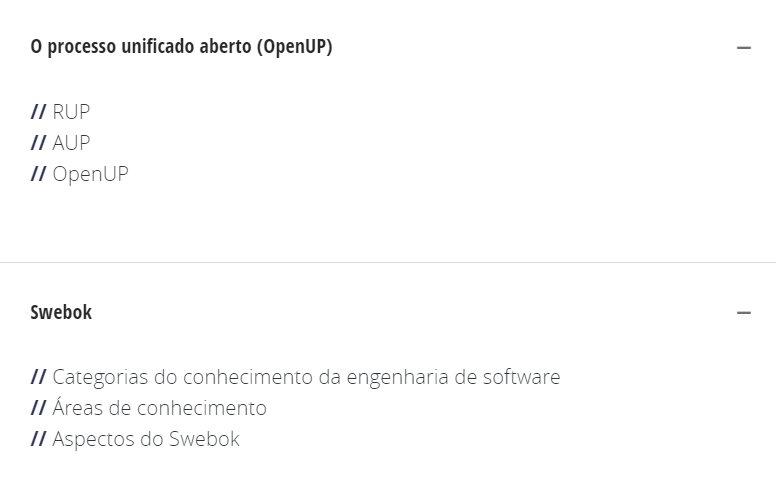 O processo unificado aberto (OpenUP)
// RUP
// AUP
// OpenUP
Swebok
// Categorias do conhecimento da engenharia de software
// Áreas de conhecimento
// Aspectos do Swebok